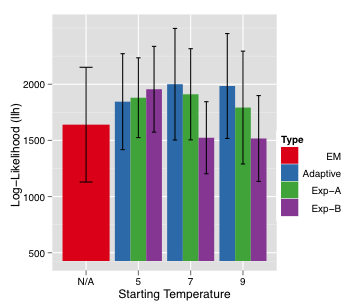 Log−Likelihood (llh)
2000
1500
1000
500
N/A 5 7 9
Starting Temperature
Type
EM
Adaptive
Exp−A
Exp−B